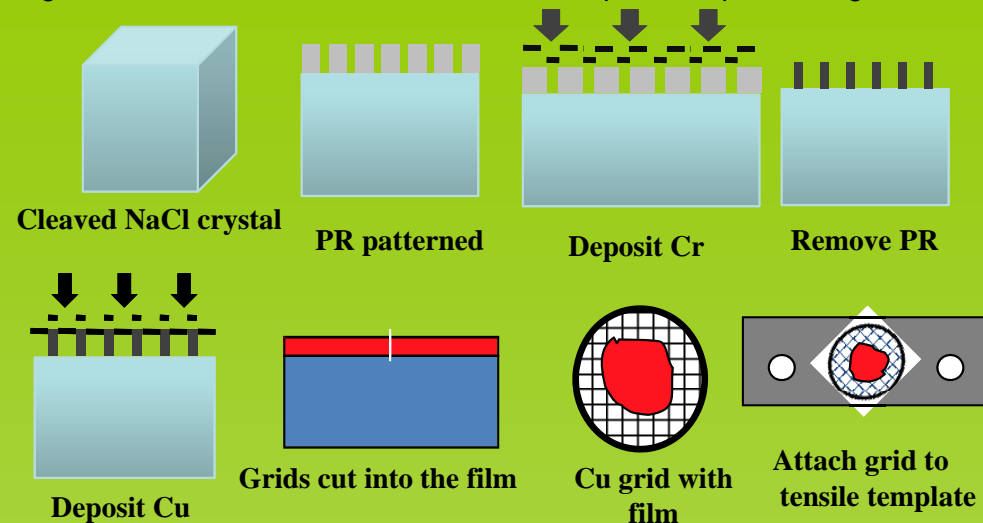 Cleaved NaCl crystal
PR patterned
Deposit Cr
Remove PR
Deposit Cu
Grids cut into the film
Cu grid with
film
Attach grid to
tensile template